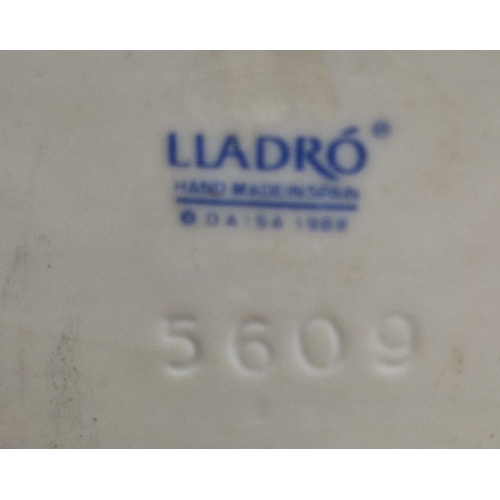 LLADRÓ®
HAND MADE IN SPAIN
© DAISA 1988
5609